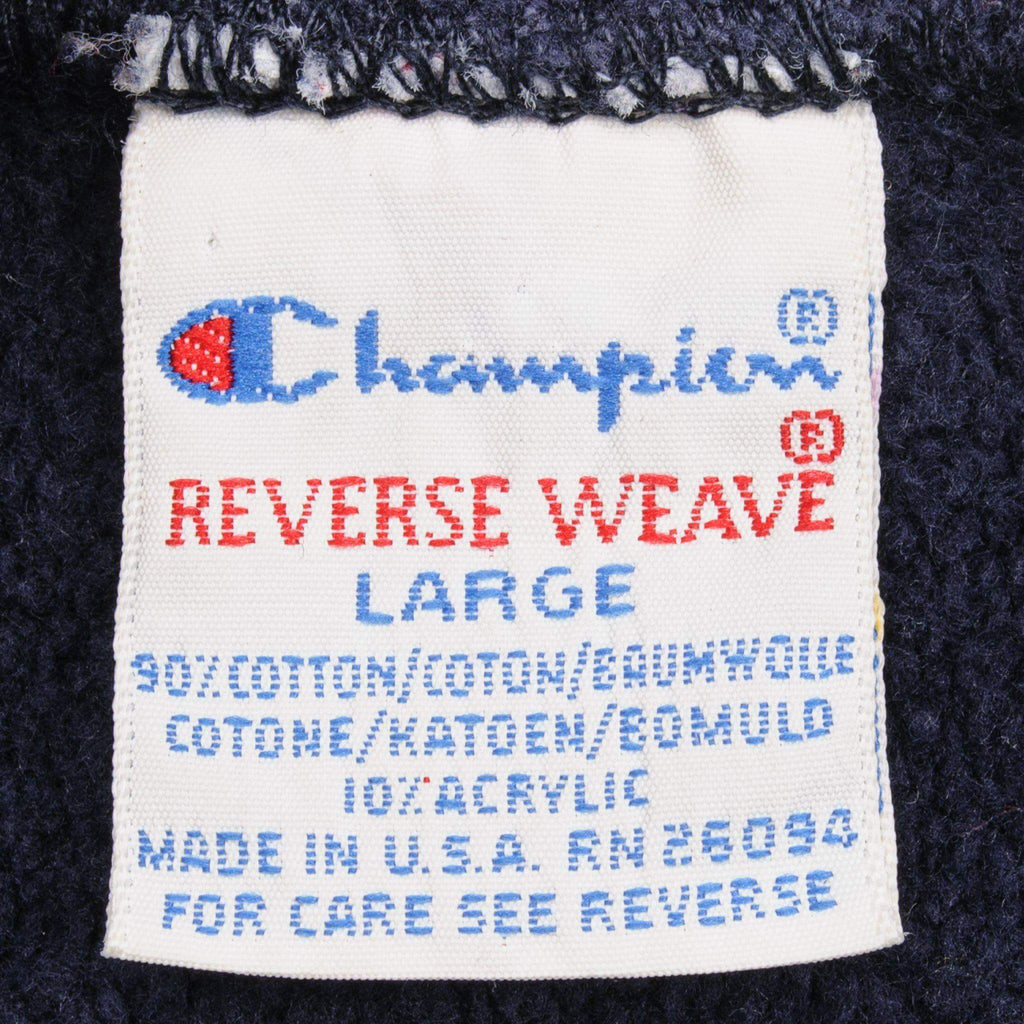 Champion®
REVERSE WEAVE®
LARGE
90% COTTON/COTON/BAUMWOLLE
COTONE/KATOEN/BOMULD
10% ACRYLIC
MADE IN U.S.A. RN 26094
FOR CARE SEE REVERSE